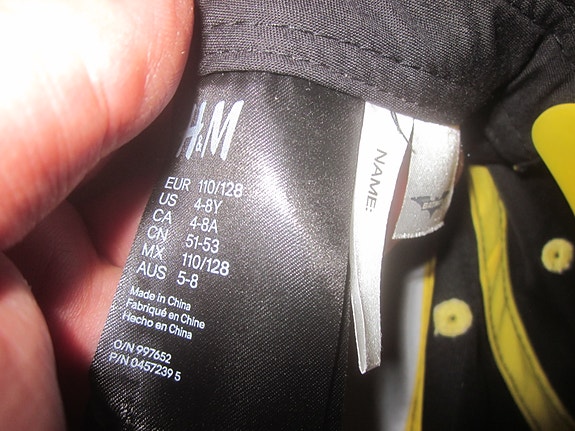 H&M
EUR 110/128
US 4-8Y
CA 4-8A
CN 51-53
MX 110/128
AUS 5-8
Made in China
Fabriqué en Chine
Hecho en China
O/N 997652
P/N 0457239 5
NAME: